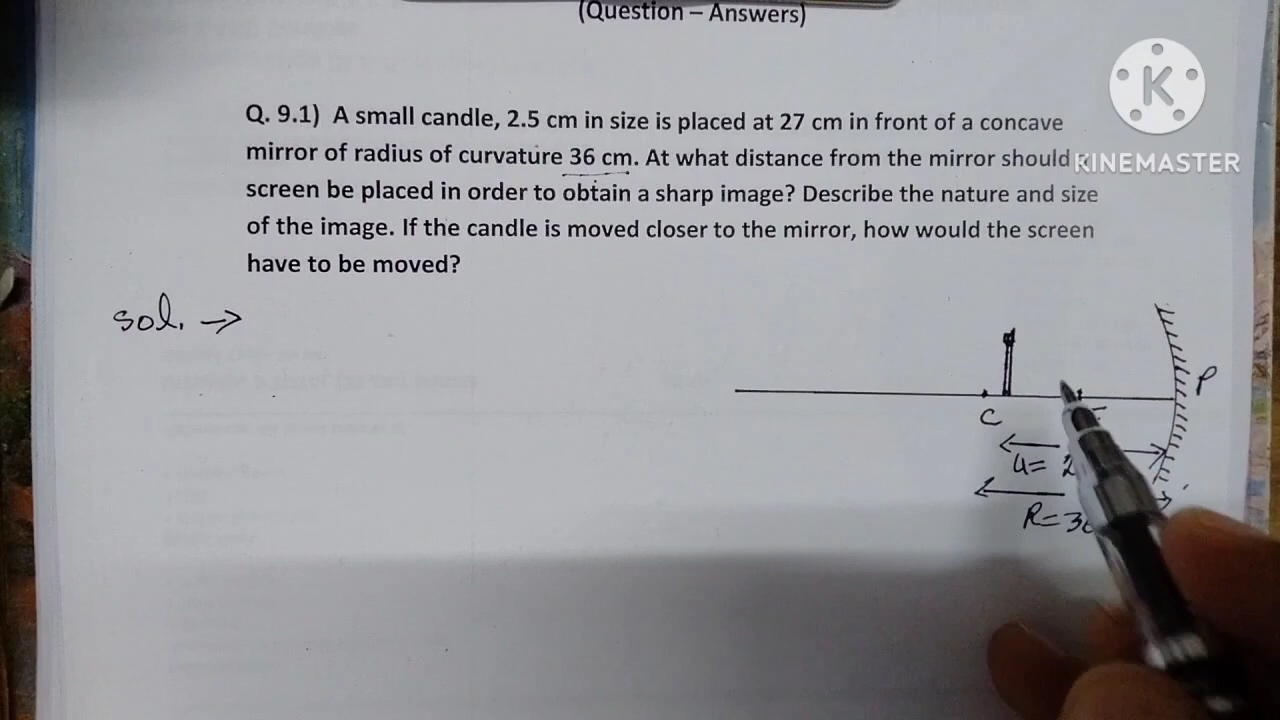 (Question – Answers)
Q. 9.1) A small candle, 2.5 cm in size is placed at 27 cm in front of a concave
mirror of radius of curvature 36 cm. At what distance from the mirror should
KINEMASTER
screen be placed in order to obtain a sharp image? Describe the nature and size
of the image. If the candle is moved closer to the mirror, how would the screen
have to be moved?
sol. →
P
C
u= 2
R=36